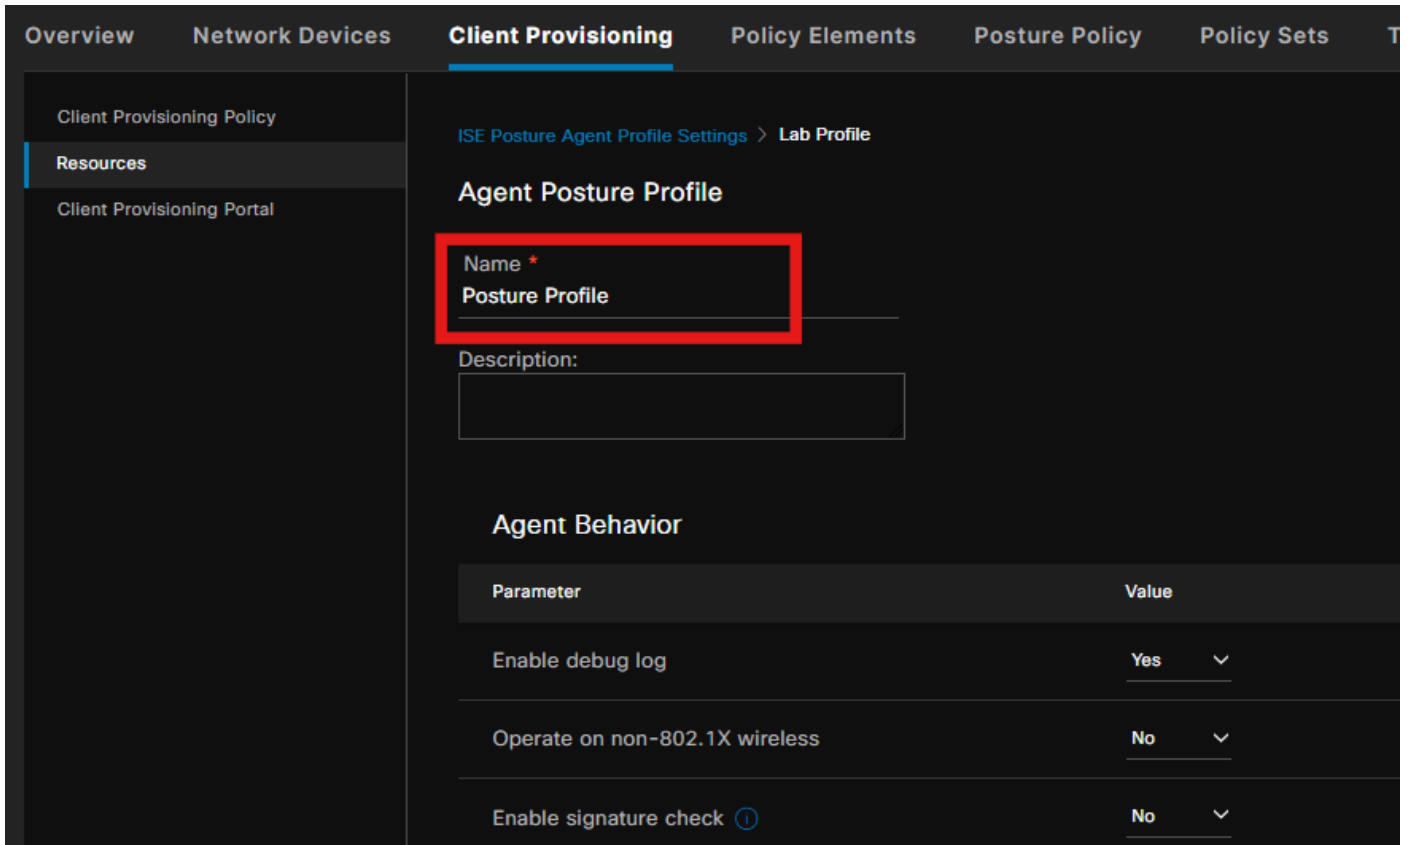 Overview Network Devices Client Provisioning Policy Elements Posture Policy Policy Sets T
Client Provisioning Policy
Resources
Client Provisioning Portal
ISE Posture Agent Profile Settings > Lab Profile
Agent Posture Profile
Name *
Posture Profile
Description:
Agent Behavior
Parameter Value
Enable debug log Yes
Operate on non-802.1X wireless No
Enable signature check No